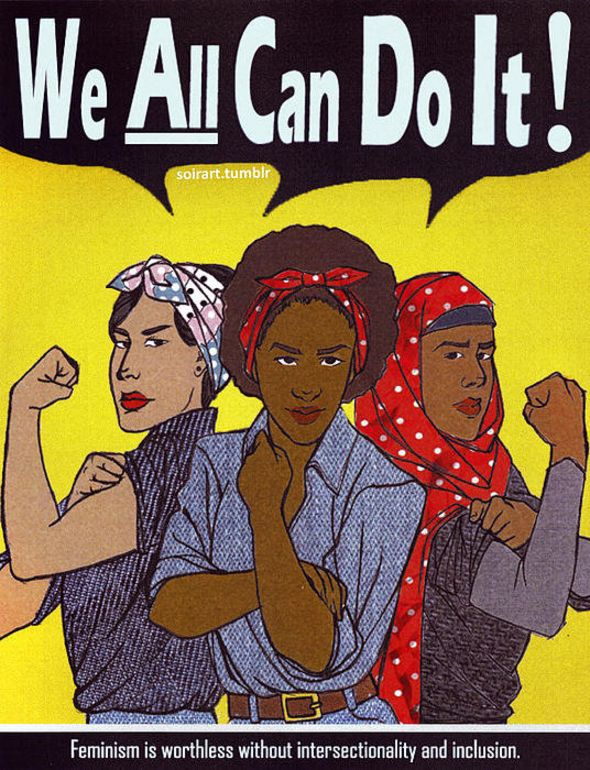 We All Can Do It!
soirart.tumblr
Feminism is worthless without intersectionality and inclusion.